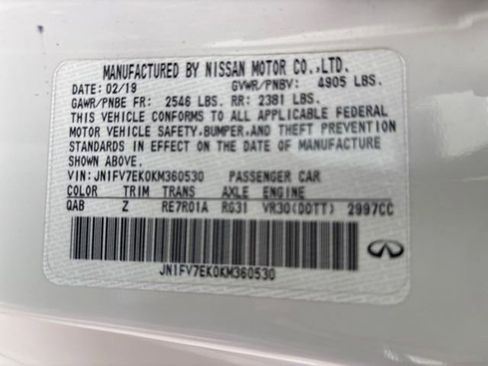 MANUFACTURED BY NISSAN MOTOR CO.,LTD.
DATE: 02/19 GVWR/PNBV: 4905 LBS.
GAWR/PNBE FR: 2546 LBS. RR: 2381 LBS.
THIS VEHICLE CONFORMS TO ALL APPLICABLE FEDERAL
MOTOR VEHICLE SAFETY,BUMPER,AND THEFT PREVENTION
STANDARDS IN EFFECT ON THE DATE OF MANUFACTURE
SHOWN ABOVE.
VIN: JN1FV7EK0KM360530 PASSENGER CAR
COLOR TRIM TRANS AXLE ENGINE
QAB Z RE7R01A RG31 VR30(DDTT) 2997CC
JN1FV7EK0KM360530